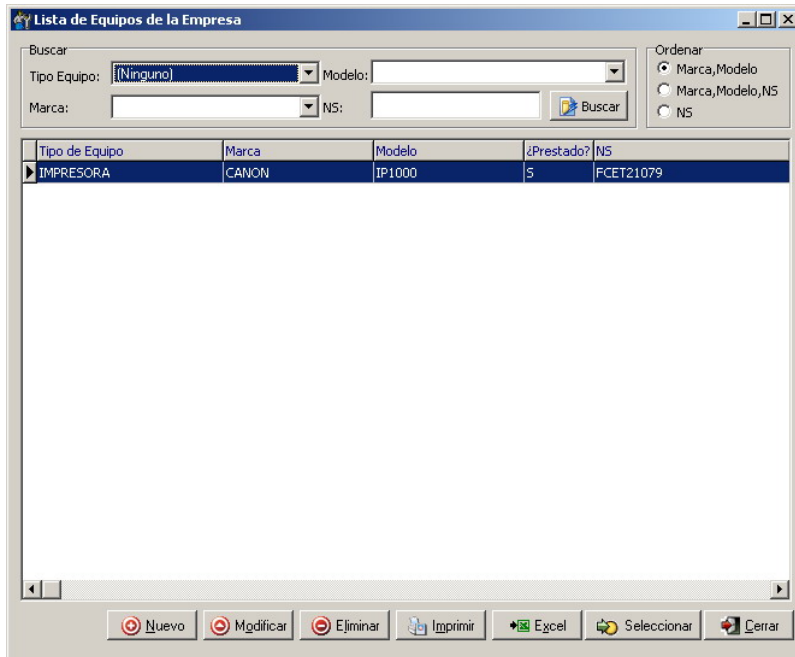 Lista de Equipos de la Empresa
Buscar
Tipo Equipo: (Ninguno) Modelo:
Marca: NS: Buscar
Ordenar
Marca,Modelo
Marca,Modelo,NS
NS
Tipo de Equipo Marca Modelo ¿Prestado? NS
IMPRESORA CANON IP1000 S FCET21079
Nuevo Modificar Eliminar Imprimir Excel Seleccionar Cerrar